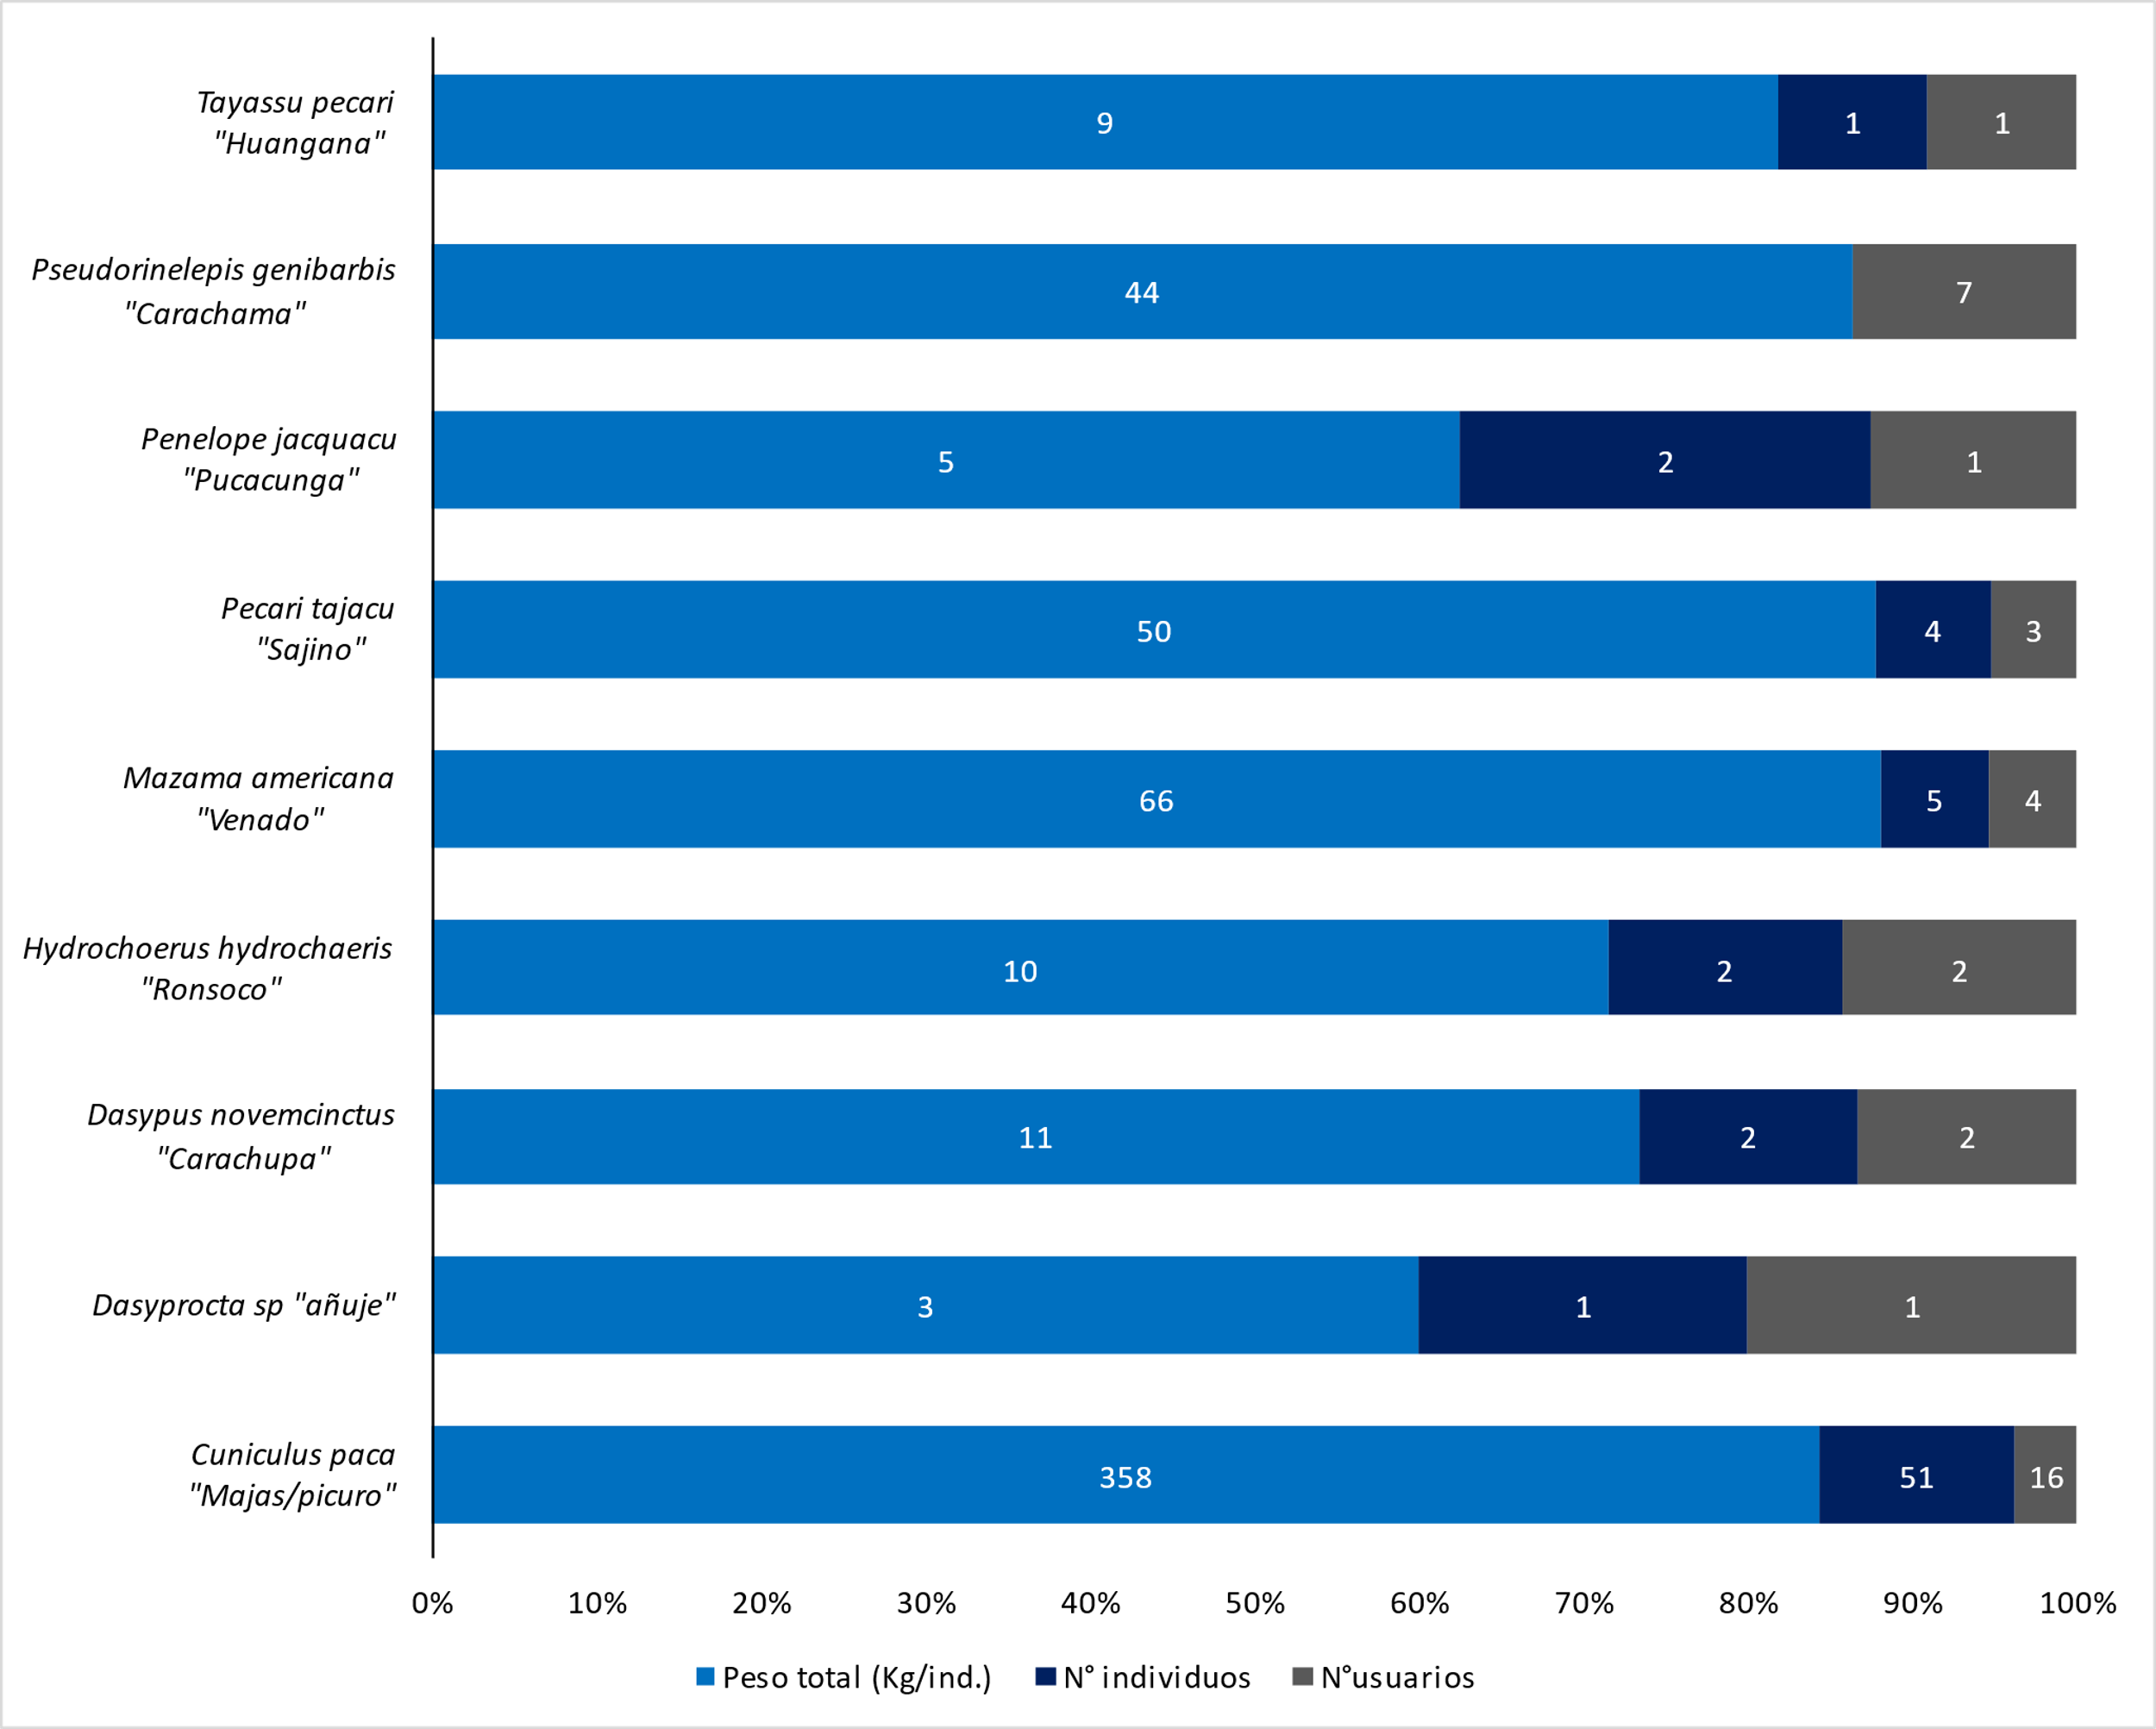 Tayassu pecari
"Huangana"
9 1 1
Pseudorinelepis genibarbis
"Carachama"
44 7
Penelope jacquacu
"Pucacunga"
5 2 1
Pecari tajacu
"Sajino"
50 4 3
Mazama americana
"Venado"
66 5 4
Hydrochoerus hydrochaeris
"Ronsoco"
10 2 2
Dasypus novemcinctus
"Carachupa"
11 2 2
Dasyprocta sp "añuje"
3 1 1
Cuniculus paca
"Majas/picuro"
358 51 16
0% 10% 20% 30% 40% 50% 60% 70% 80% 90% 100%
Peso total (Kg/ind.) N° individuos N°usuarios